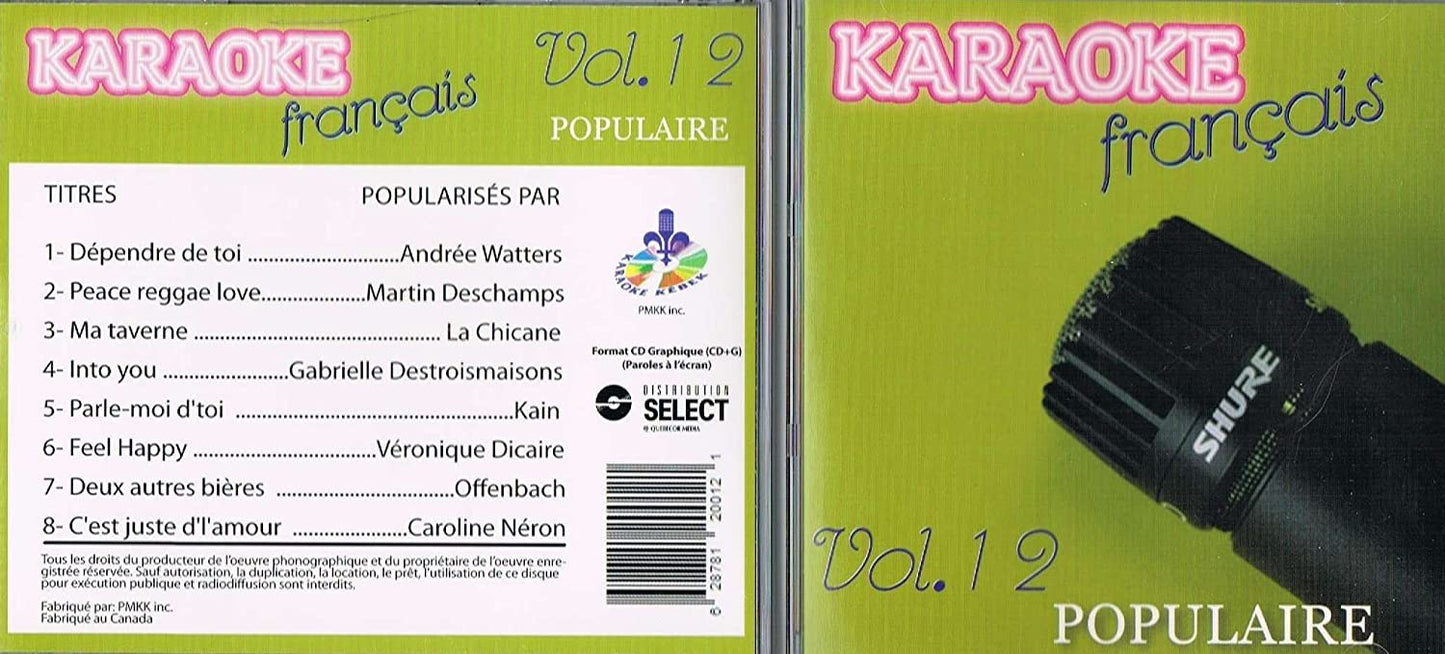 KARAOKE
français
Vol.12
POPULAIRE
TITRES POPULARISÉS PAR
1- Dépendre de toi ............................Andrée Watters
2- Peace reggae love...................Martin Deschamps
3- Ma taverne ............................................. La Chicane
4- Into you .......................Gabrielle Destroismaisons
5- Parle-moi d'toi ...................................................Kain
6- Feel Happy ..................................Véronique Dicaire
7- Deux autres bières .................................Offenbach
8- C'est juste d'l'amour .....................Caroline Néron
Tous les droits du producteur de l'oeuvre phonographique et du propriétaire de l'oeuvre enre-
gistrée réservée. Sauf autorisation, la duplication, la location, le prêt, l'utilisation de ce disque
pour exécution publique et radiodiffusion sont interdits.
Fabriqué par: PMKK inc.
Fabriqué au Canada
KARAOKE KEBEK
PMKK inc.
Format CD Graphique (CD+G)
(Paroles à l'écran)
DISTRIBUTION
SELECT
QUEBECOR MEDIA
6 28781 20012 1
KARAOKE
français
SHURE
Vol.12
POPULAIRE